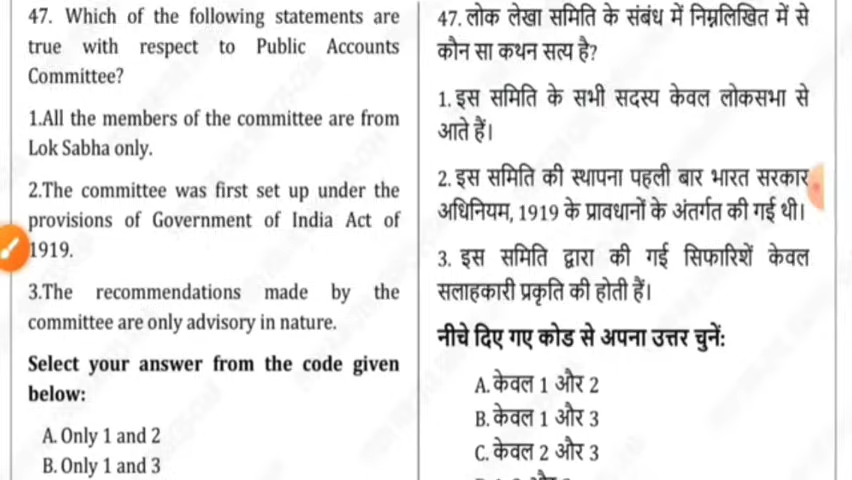 47. Which of the following statements are
true with respect to Public Accounts
Committee?
1.All the members of the committee are from
Lok Sabha only.
2.The committee was first set up under the
provisions of Government of India Act of
1919.
3.The recommendations made by the
committee are only advisory in nature.
Select your answer from the code given
below:
A. Only 1 and 2
B. Only 1 and 3
47. लोक लेखा समिति के संबंध में निम्नलिखित में से
कौन सा कथन सत्य है?
1. इस समिति के सभी सदस्य केवल लोकसभा से
आते हैं।
2. इस समिति की स्थापना पहली बार भारत सरकार
अधिनियम, 1919 के प्रावधानों के अंतर्गत की गई थी।
3. इस समिति द्वारा की गई सिफारिशें केवल
सलाहकारी प्रकृति की होती हैं।
नीचे दिए गए कोड से अपना उत्तर चुनें:
A. केवल 1 और 2
B. केवल 1 और 3
C. केवल 2 और 3